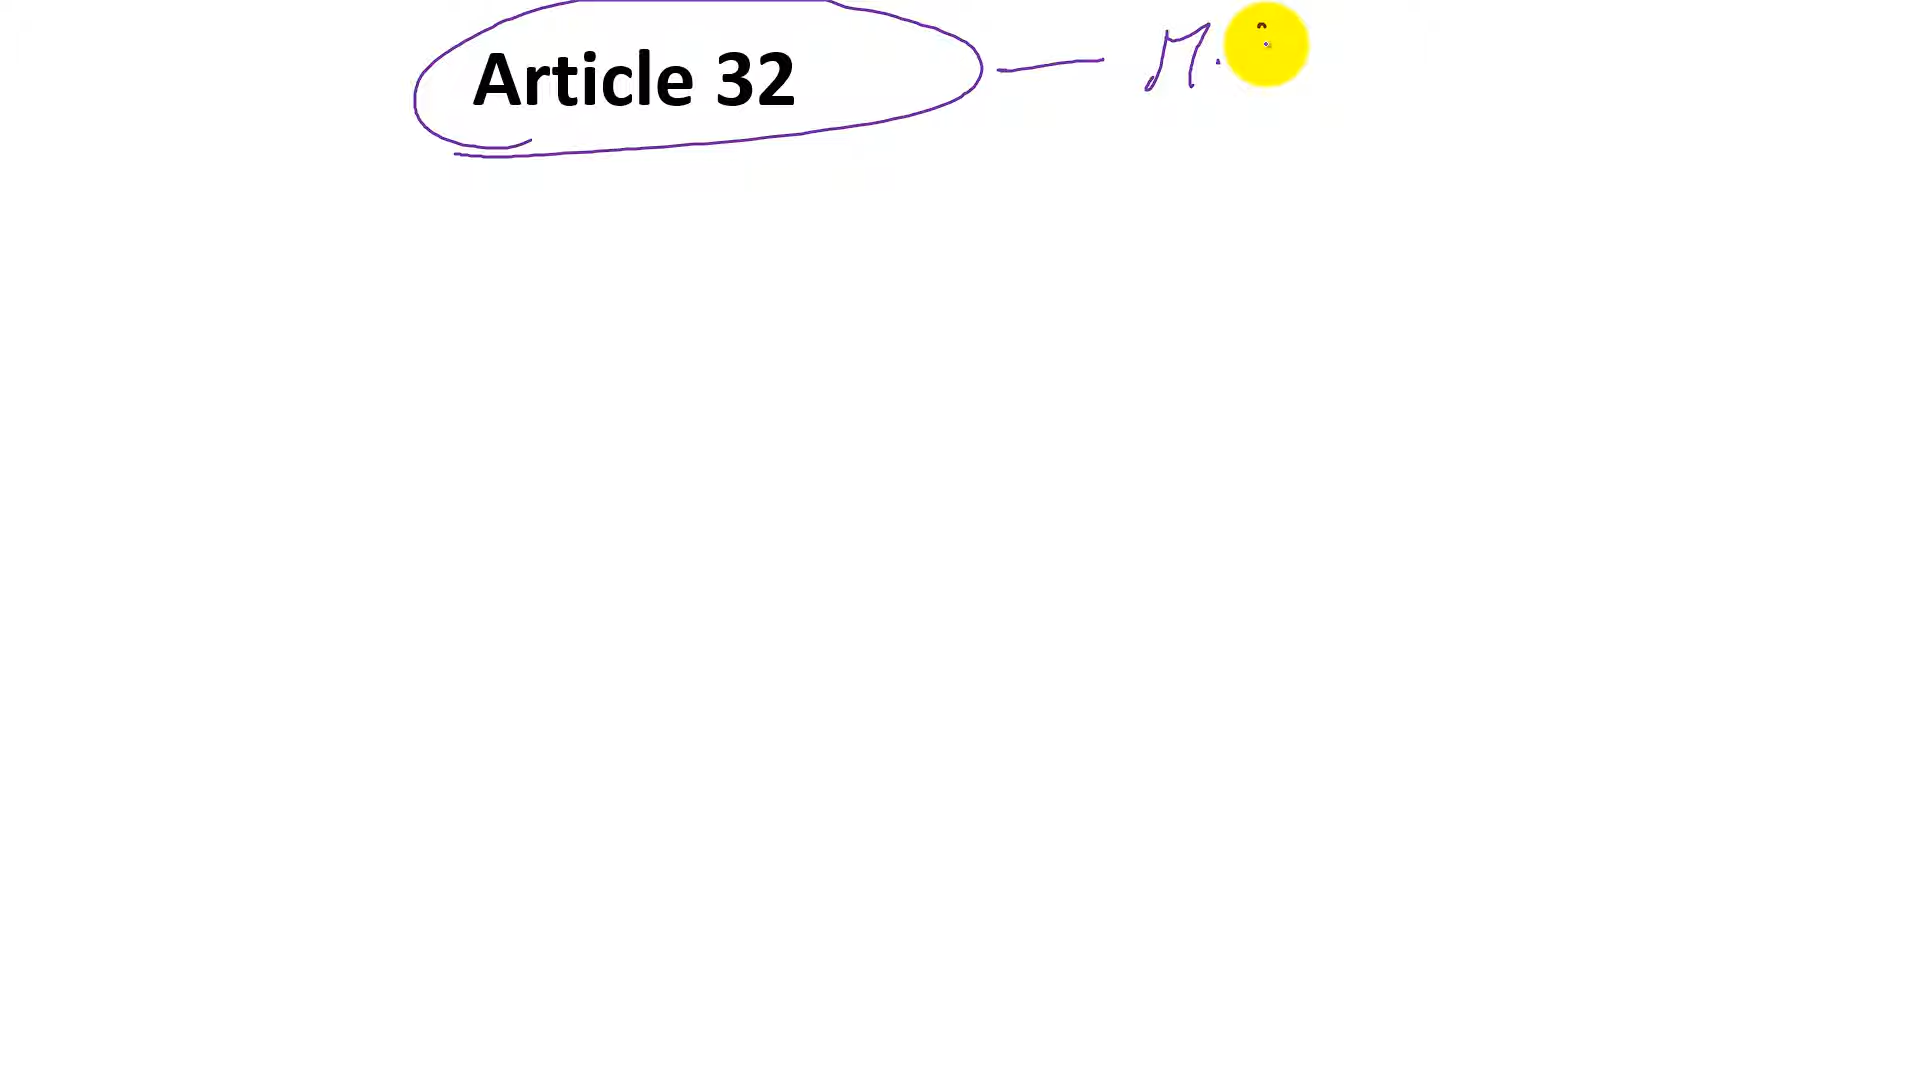 Article 32 — M.